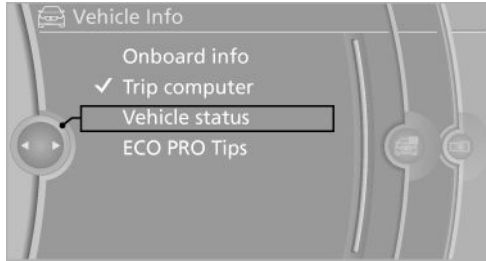 Vehicle Info
Onboard info
Trip computer
Vehicle status
ECO PRO Tips